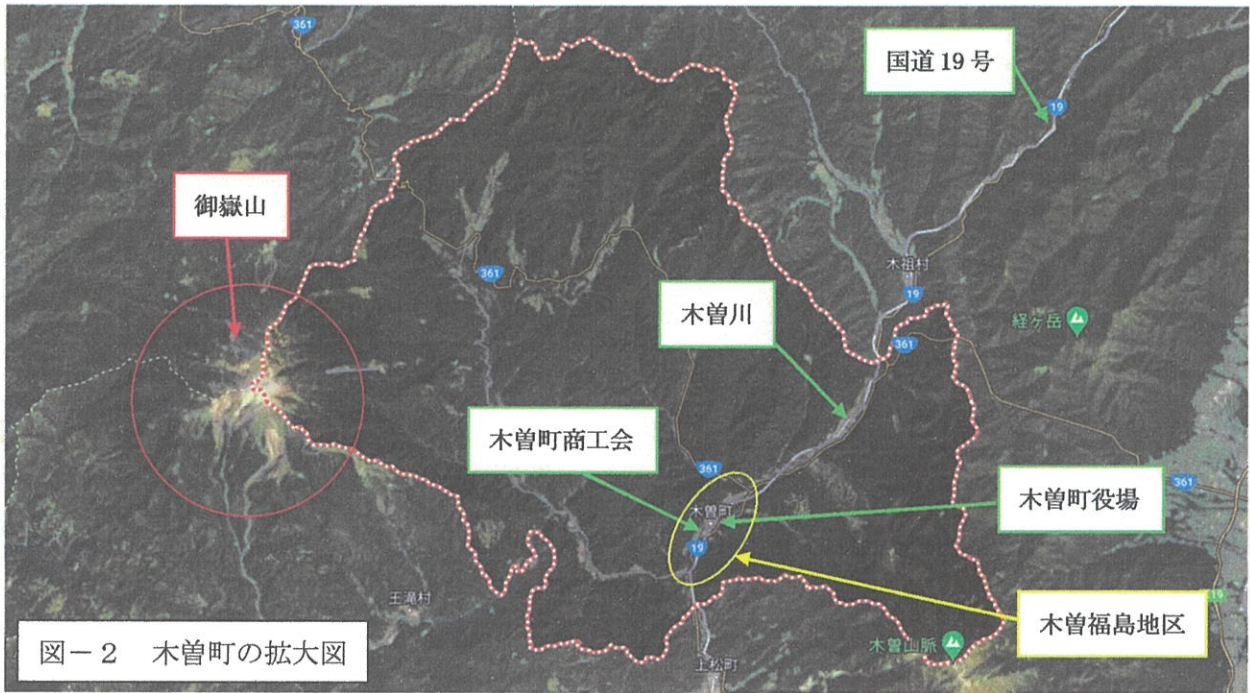 361
国道19号
19
御嶽山
361
木祖村
木曽川
19
経ヶ岳
361
木曽町商工会
361
361
木曽町
木曽町役場
19
王滝村
木曽福島地区
木曽山脈
上松町
図－2 木曽町の拡大図